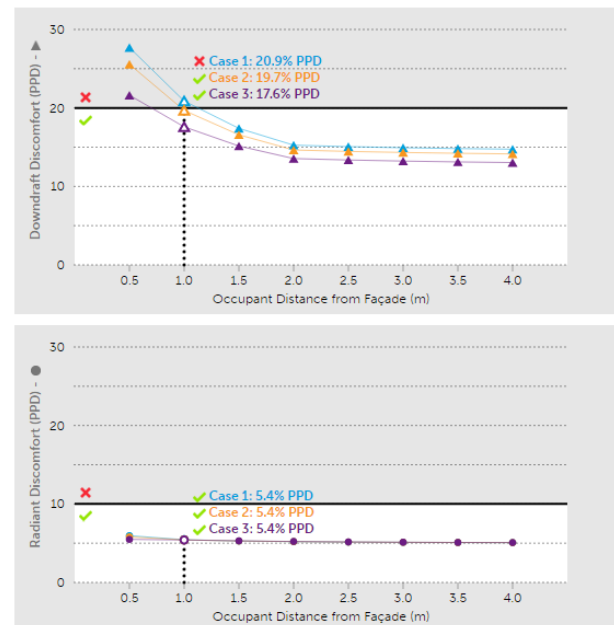 30
20
10
0
Downdraft Discomfort (PPD) -
Case 1: 20.9% PPD
Case 2: 19.7% PPD
Case 3: 17.6% PPD
0.5 1.0 1.5 2.0 2.5 3.0 3.5 4.0
Occupant Distance from Façade (m)
30
20
10
0
Radiant Discomfort (PPD) -
Case 1: 5.4% PPD
Case 2: 5.4% PPD
Case 3: 5.4% PPD
0.5 1.0 1.5 2.0 2.5 3.0 3.5 4.0
Occupant Distance from Façade (m)